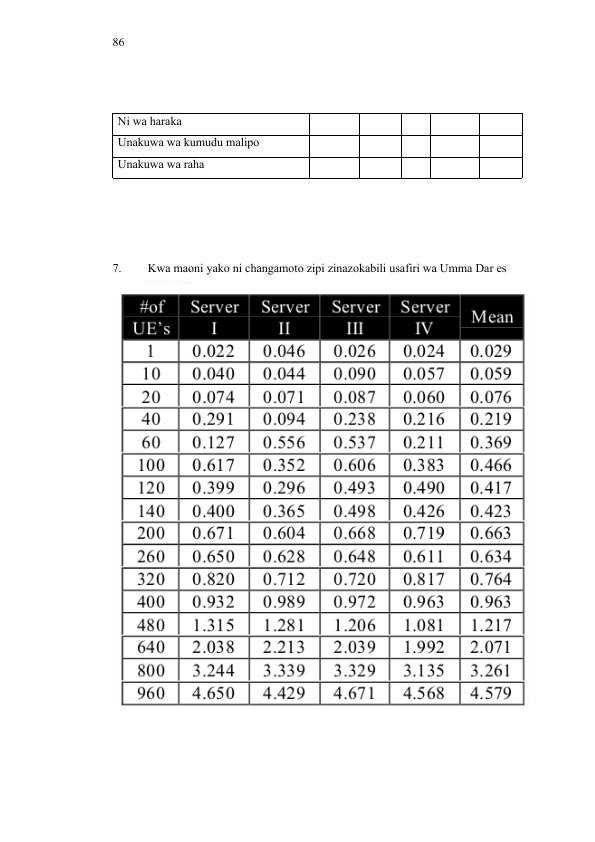 86
Ni wa haraka
Unakuwa wa kumudu malipo
Unakuwa wa raha
7. Kwa maoni yako ni changamoto zipi zinazokabili usafiri wa Umma Dar es
#of UE's Server I Server II Server III Server IV Mean
1 0.022 0.046 0.026 0.024 0.029
10 0.040 0.044 0.090 0.057 0.059
20 0.074 0.071 0.087 0.060 0.076
40 0.291 0.094 0.238 0.216 0.219
60 0.127 0.556 0.537 0.211 0.369
100 0.617 0.352 0.606 0.383 0.466
120 0.399 0.296 0.493 0.490 0.417
140 0.400 0.365 0.498 0.426 0.423
200 0.671 0.604 0.668 0.719 0.663
260 0.650 0.628 0.648 0.611 0.634
320 0.820 0.712 0.720 0.817 0.764
400 0.932 0.989 0.972 0.963 0.963
480 1.315 1.281 1.206 1.081 1.217
640 2.038 2.213 2.039 1.992 2.071
800 3.244 3.339 3.329 3.135 3.261
960 4.650 4.429 4.671 4.568 4.579